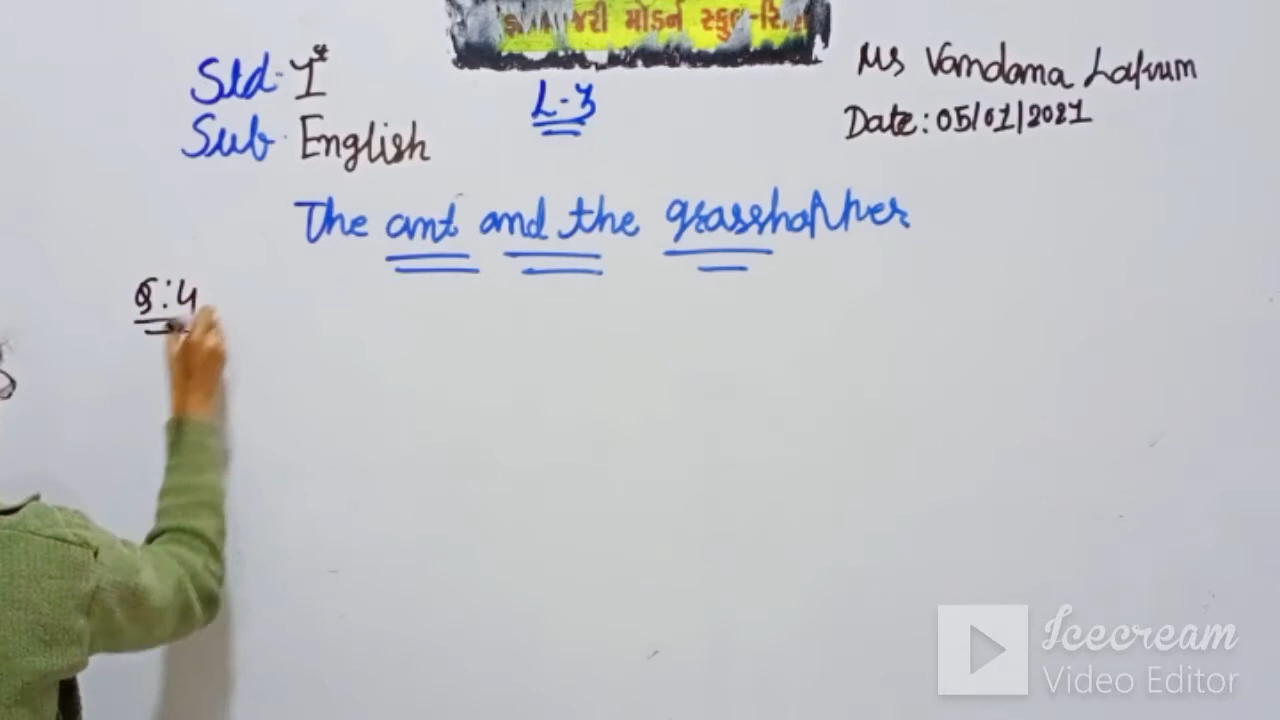 મોડર્ન સ્કુલ
Std- 1st
Sub- English
L-3
Ms Vandana
Date: 05/01/2021
The ant and the grasshopper
Q:4
Icecream
Video Editor